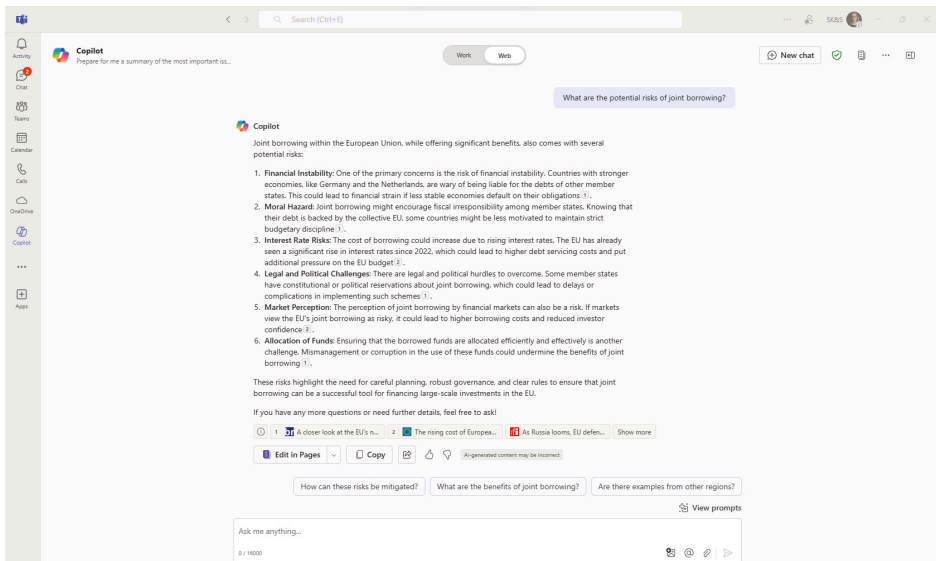 Search (Ctrl+E)
SK&S
Activity
2
Chat
Teams
Calendar
Calls
OneDrive
Copilot
Apps
Copilot
Prepare for me a summary of the most important iss...
Work
Web
New chat
What are the potential risks of joint borrowing?
Copilot
Joint borrowing within the European Union, while offering significant benefits, also comes with several
potential risks:
1. Financial Instability: One of the primary concerns is the risk of financial instability. Countries with stronger
economies, like Germany and the Netherlands, are wary of being liable for the debts of other member
states. This could lead to financial strain if less stable economies default on their obligations 1 .
2. Moral Hazard: Joint borrowing might encourage fiscal irresponsibility among member states. Knowing that
their debt is backed by the collective EU, some countries might be less motivated to maintain strict
budgetary discipline 1 .
3. Interest Rate Risks: The cost of borrowing could increase due to rising interest rates. The EU has already
seen a significant rise in interest rates since 2022, which could lead to higher debt servicing costs and put
additional pressure on the EU budget 2 .
4. Legal and Political Challenges: There are legal and political hurdles to overcome. Some member states
have constitutional or political reservations about joint borrowing, which could lead to delays or
complications in implementing such schemes 1 .
5. Market Perception: The perception of joint borrowing by financial markets can also be a risk. If markets
view the EU's joint borrowing as risky, it could lead to higher borrowing costs and reduced investor
confidence 2 .
6. Allocation of Funds: Ensuring that the borrowed funds are allocated efficiently and effectively is another
challenge. Mismanagement or corruption in the use of these funds could undermine the benefits of joint
borrowing 1 .
These risks highlight the need for careful planning, robust governance, and clear rules to ensure that joint
borrowing can be a successful tool for financing large-scale investments in the EU.
If you have any more questions or need further details, feel free to ask!
1 A closer look at the EU's n... 2 The rising cost of Europea... As Russia looms, EU defen... Show more
Edit in Pages Copy AI-generated content may be incorrect
How can these risks be mitigated? What are the benefits of joint borrowing? Are there examples from other regions?
View prompts
Ask me anything...
0 / 16000